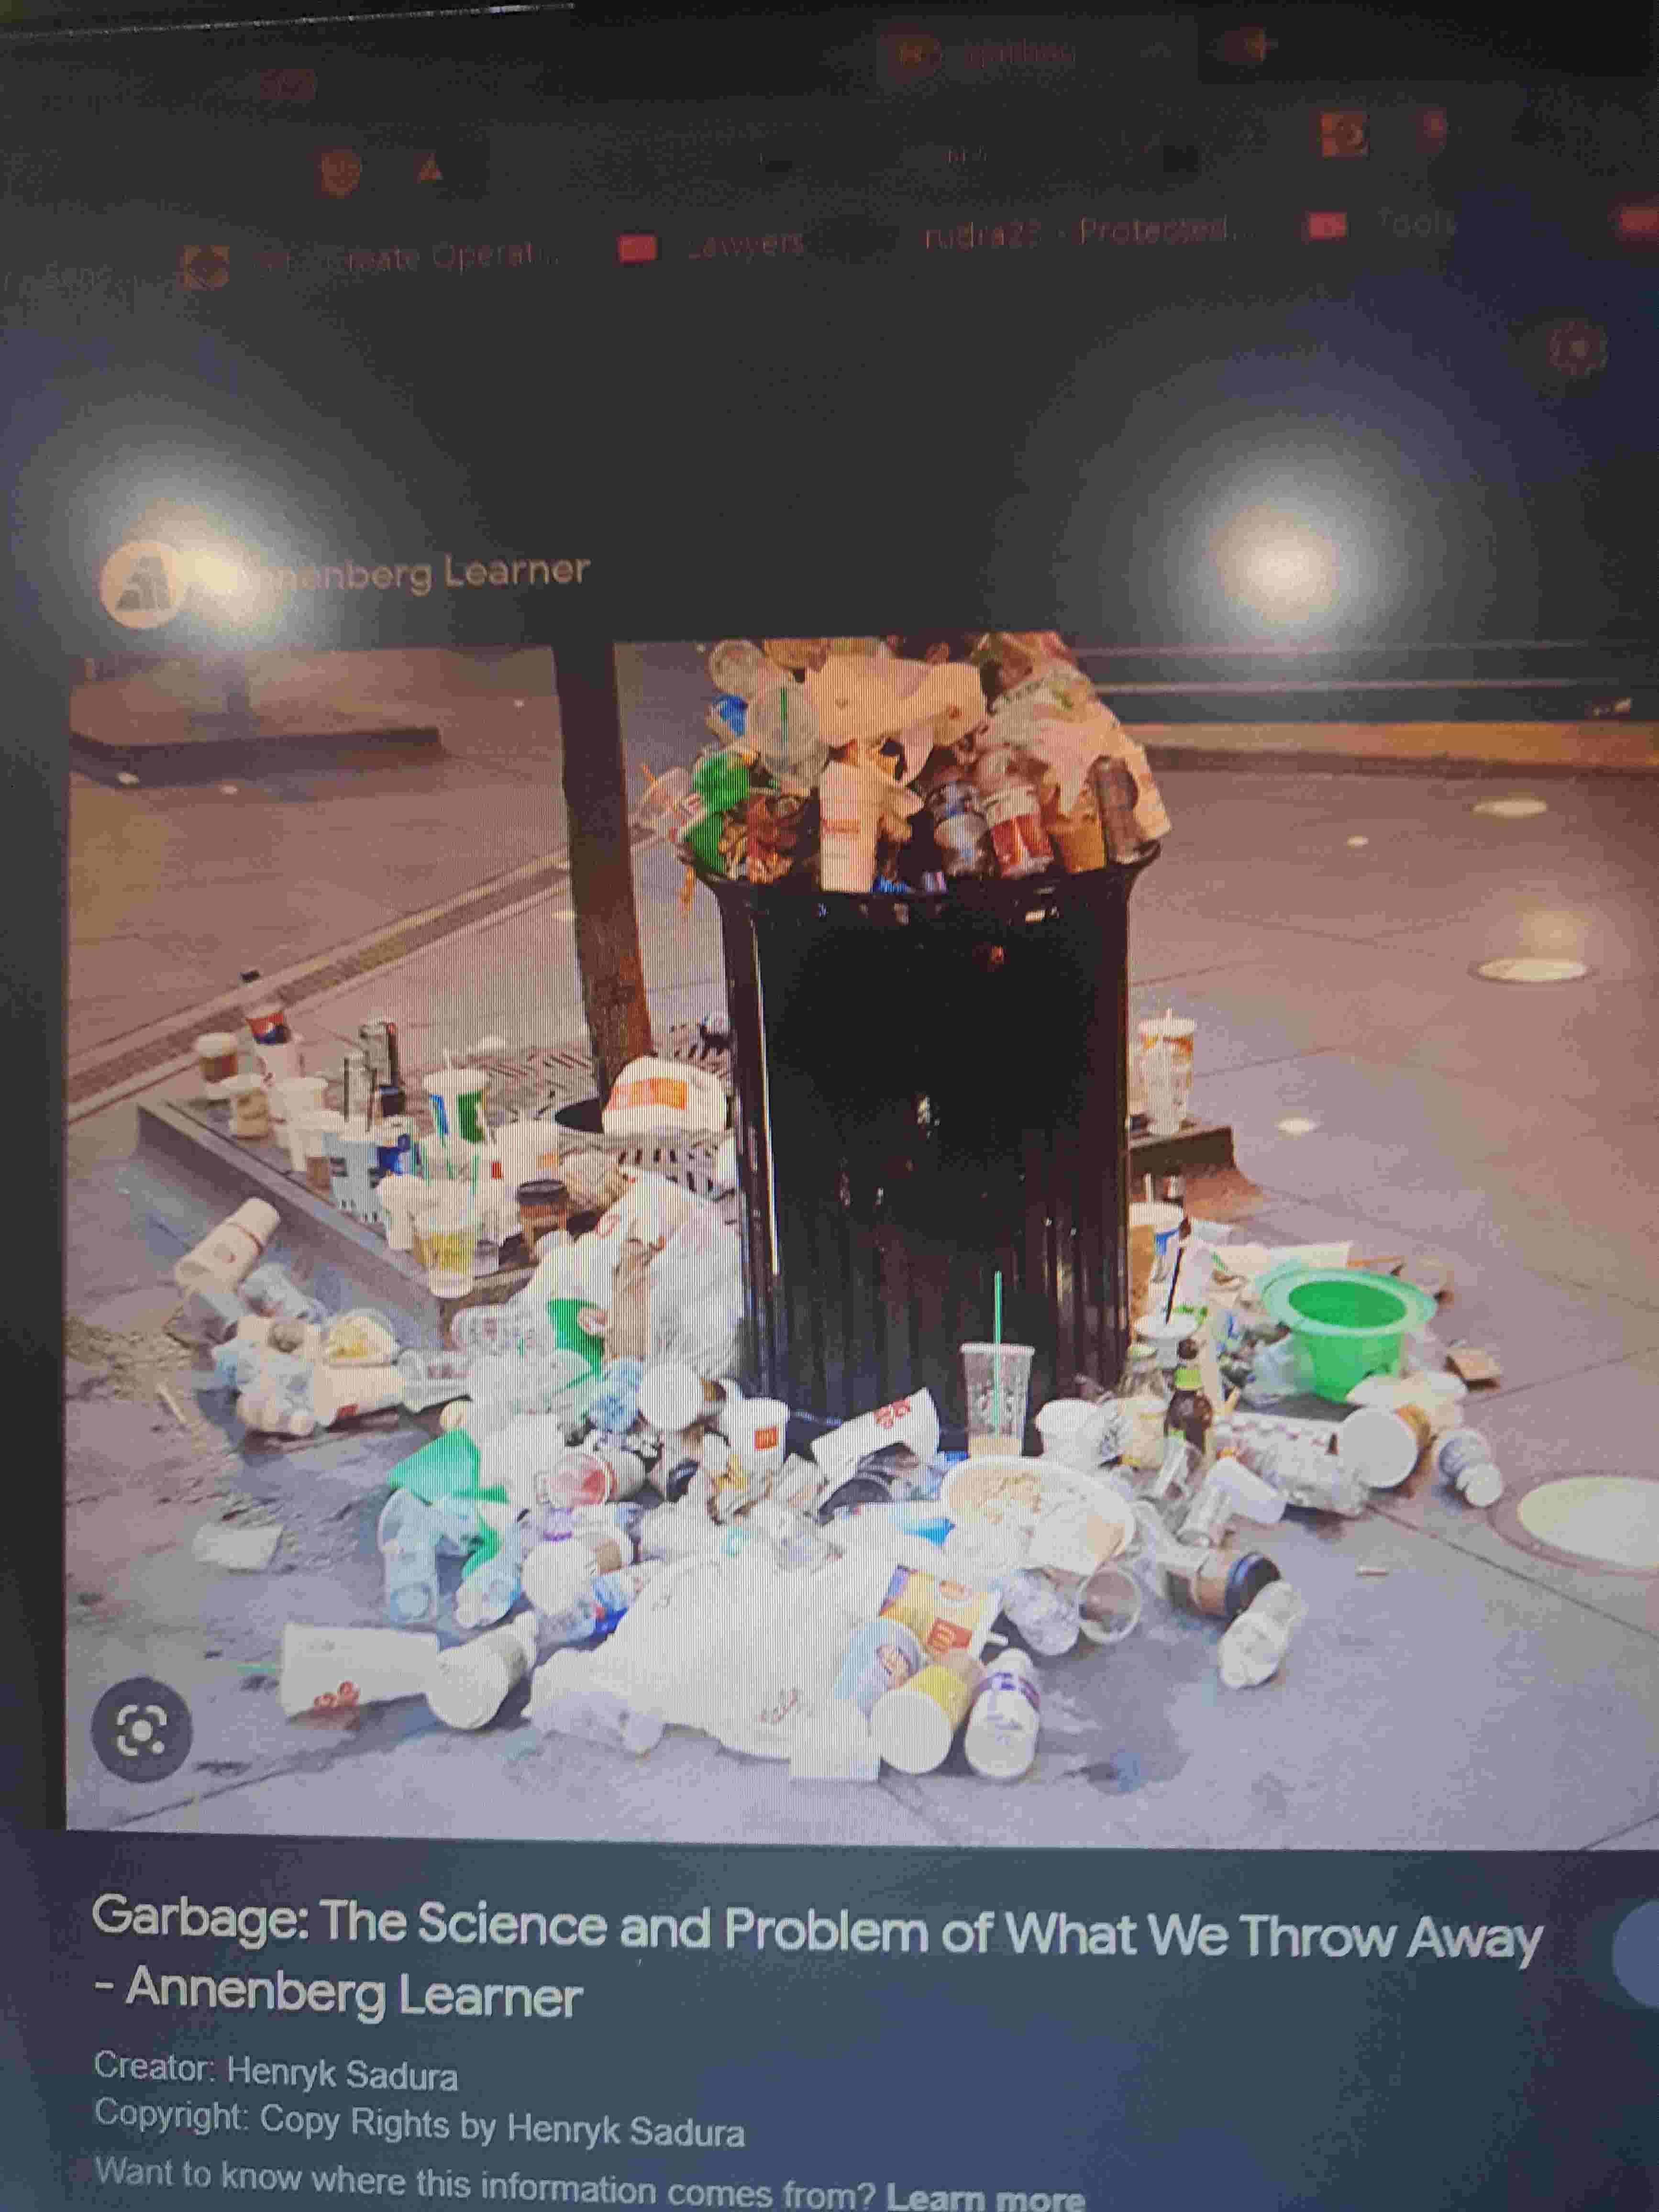 Create Operat...
Lawyers
rudra22 - Protected...
Tools
Annenberg Learner
Garbage: The Science and Problem of What We Throw Away
- Annenberg Learner
Creator: Henryk Sadura
Copyright: Copy Rights by Henryk Sadura
Want to know where this information comes from? Learn more